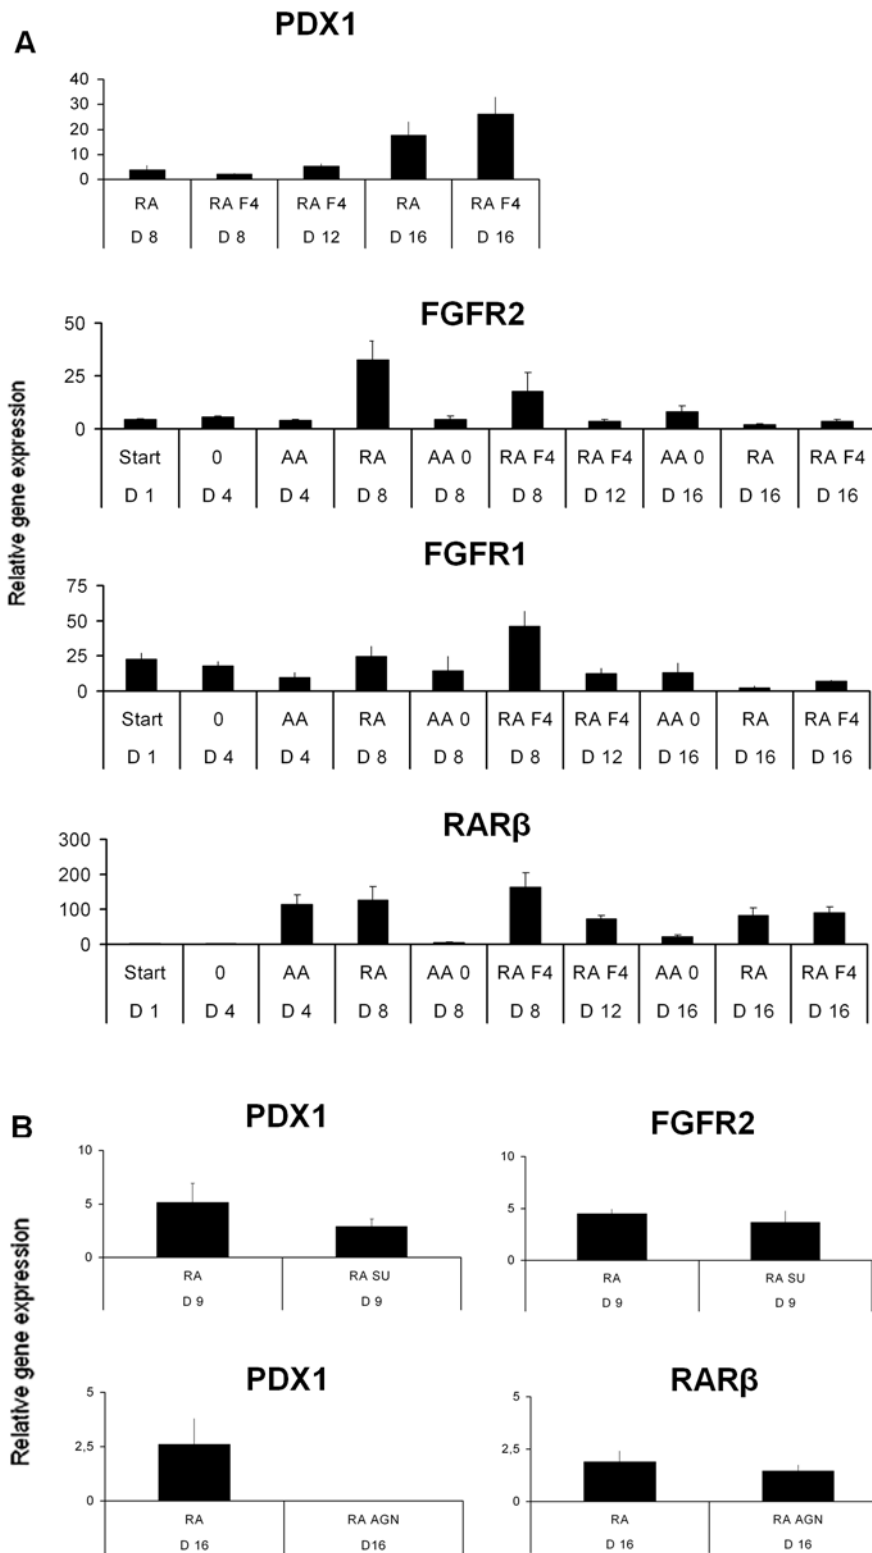 A
PDX1
40
30
20
10
0
RA RA F4 RA F4 RA RA F4
D 8 D 8 D 12 D 16 D 16
Relative gene expression
FGFR2
50
25
0
Start 0 AA RA AA 0 RA F4 RA F4 AA 0 RA RA F4
D 1 D 4 D 4 D 8 D 8 D 8 D 12 D 16 D 16 D 16
FGFR1
75
50
25
0
Start 0 AA RA AA 0 RA F4 RA F4 AA 0 RA RA F4
D 1 D 4 D 4 D 8 D 8 D 8 D 12 D 16 D 16 D 16
RARβ
300
200
100
0
Start 0 AA RA AA 0 RA F4 RA F4 AA 0 RA RA F4
D 1 D 4 D 4 D 8 D 8 D 8 D 12 D 16 D 16 D 16
B
Relative gene expression
PDX1
10
5
0
RA RA SU
D 9 D 9
FGFR2
10
5
0
RA RA SU
D 9 D 9
PDX1
5
2,5
0
RA RA AGN
D 16 D16
RARβ
5
2,5
0
RA RA AGN
D 16 D 16